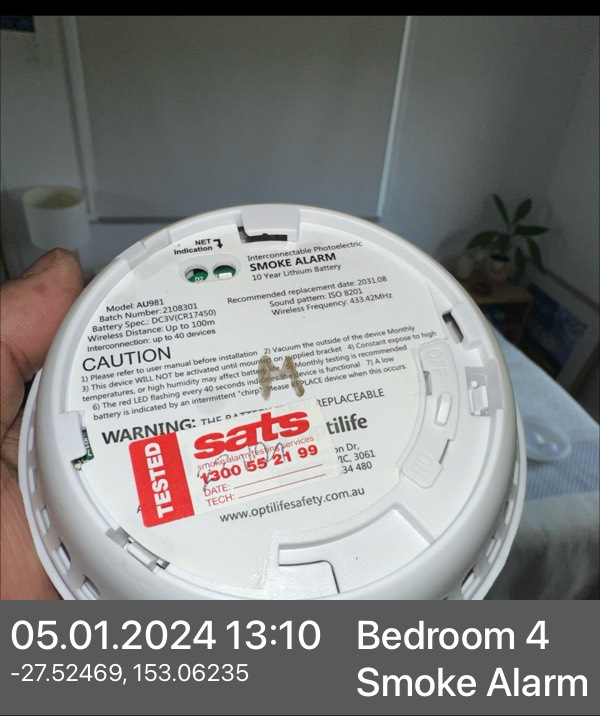 NET
Indication
Interconnectable Photoelectric
SMOKE ALARM
10 Year Lithium Battery
Model: AU981
Batch Number: 2108301
Battery Spec.: DC3V(CR17450)
Wireless Distance: Up to 100m
Interconnection: up to 40 devices
Recommended replacement date: 2031.08
Sound pattern: ISO 8201
Wireless Frequency: 433.42MHz
CAUTION
1) Please refer to user manual before installation 2) Vacuum the outside of the device Monthly
3) This device WILL NOT be activated until on supplied bracket 4) Constant expose to high
temperatures, or high humidity may affect battery life Monthly testing is recommended
6) The red LED flashing every 40 seconds indicates the device is functional 7) A low
battery is indicated by an intermittent "chirp" Please REPLACE device when this occurs.
WARNING: THE REPLACEABLE
TESTED
sats
smoke alarm testing services
1300 55 21 99
DATE:
TECH:
tilife
on Dr,
IC, 3061
34 480
www.optilifesafety.com.au
05.01.2024 13:10
-27.52469, 153.06235
Bedroom 4
Smoke Alarm